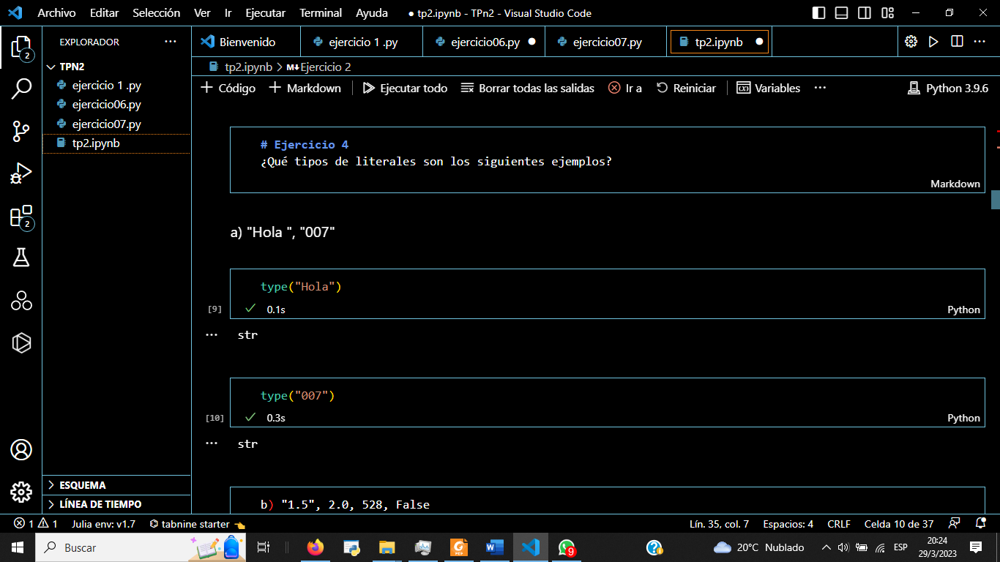 Archivo Editar Selección Ver Ir Ejecutar Terminal Ayuda ● tp2.ipynb - TPn2 - Visual Studio Code
EXPLORADOR ···
2
TPN2
ejercicio 1 .py
ejercicio06.py
ejercicio07.py
tp2.ipynb
2
ESQUEMA
LÍNEA DE TIEMPO
Bienvenido ejercicio 1 .py ejercicio06.py ● ejercicio07.py tp2.ipynb ● ···
tp2.ipynb > M↓Ejercicio 2
+ Código + Markdown Ejecutar todo Borrar todas las salidas Ir a Reiniciar Variables ··· Python 3.9.6
# Ejercicio 4
¿Qué tipos de literales son los siguientes ejemplos?
Markdown
a) "Hola ", "007"
type("Hola")
[9] ✓ 0.1s Python
··· str
type("007")
[10] ✓ 0.3s Python
··· str
b) "1.5", 2.0, 528, False
1 1 Julia env: v1.7 tabnine starter 👈 Lín. 35, col. 7 Espacios: 4 CRLF Celda 10 de 37
Buscar 9 20°C Nublado ESP 20:24
29/3/2023